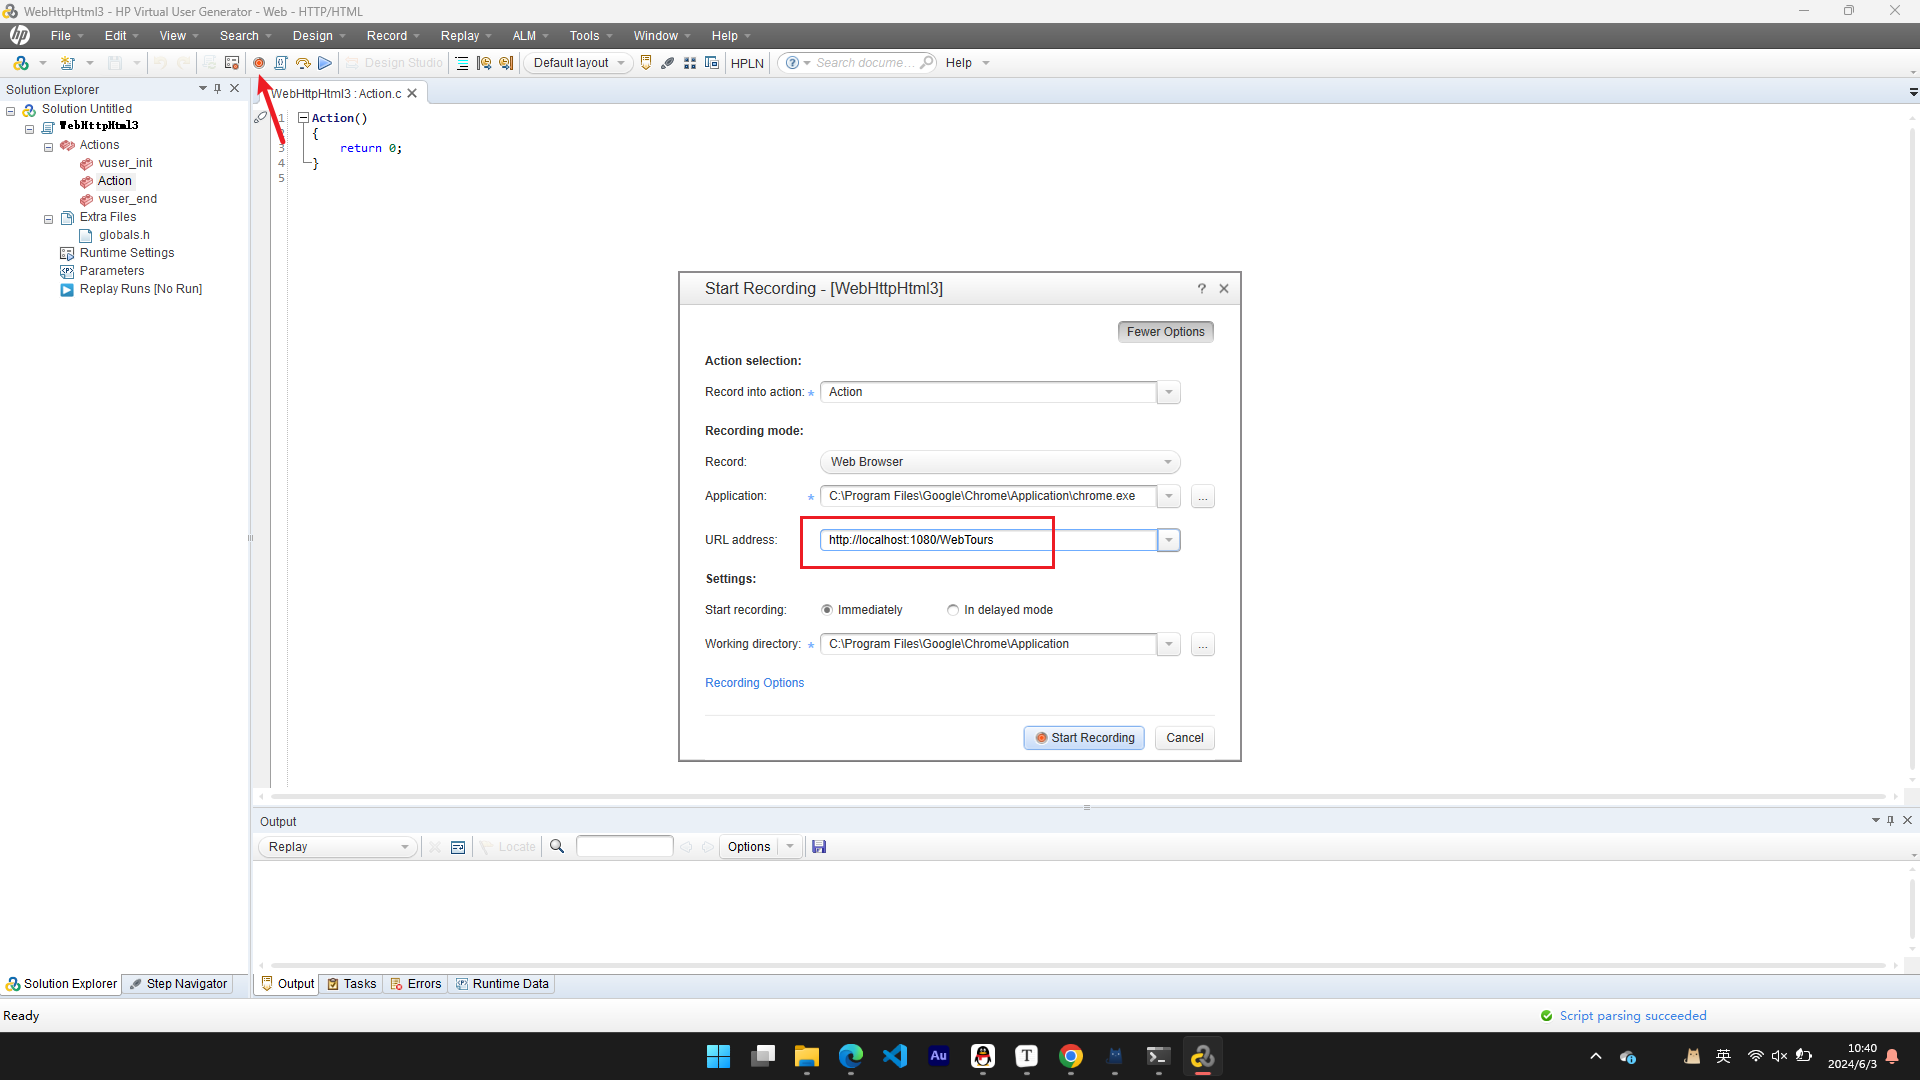 WebHttpHtml3 - HP Virtual User Generator - Web - HTTP/HTML
hp File Edit View Search Design Record Replay ALM Tools Window Help
Design Studio Default layout HPLN Search docume... Help
Solution Explorer
WebHttpHtml3 : Action.c
Solution Untitled
WebHttpHtml3
Actions
vuser_init
Action
vuser_end
Extra Files
globals.h
Runtime Settings
Parameters
Replay Runs [No Run]
1 Action()
{
3 return 0;
4 }
5
Start Recording - [WebHttpHtml3]
?
Fewer Options
Action selection:
Record into action: * Action
Recording mode:
Record: Web Browser
Application: * C:\Program Files\Google\Chrome\Application\chrome.exe ...
URL address: http://localhost:1080/WebTours
Settings:
Start recording: Immediately In delayed mode
Working directory: * C:\Program Files\Google\Chrome\Application ...
Recording Options
Start Recording Cancel
Output
Replay Locate Options
Solution Explorer Step Navigator Output Tasks Errors Runtime Data
Ready
Script parsing succeeded
Au T 英
10:40
2024/6/3